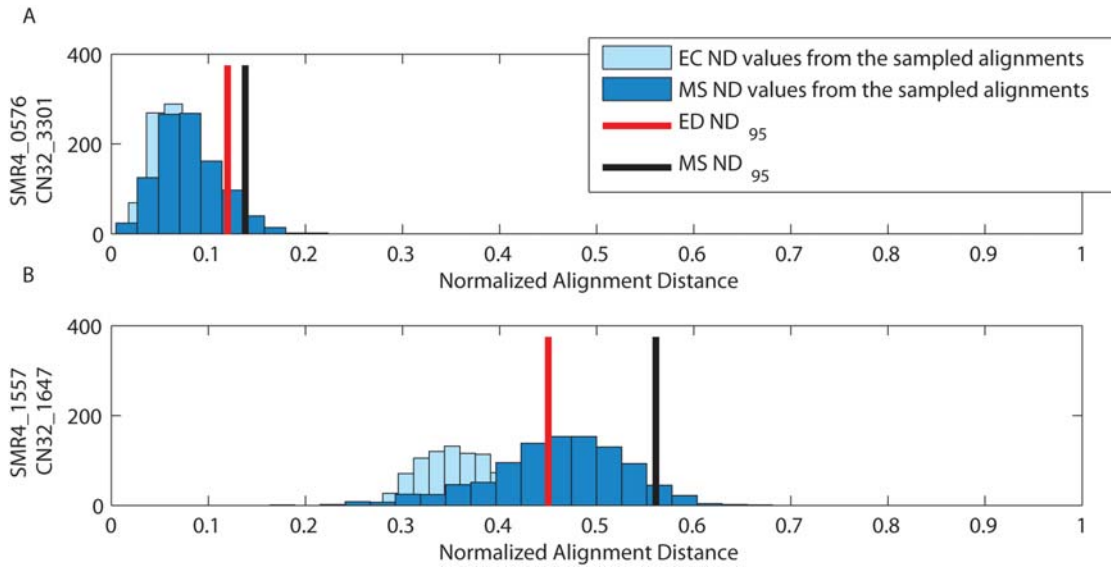 A
400
200
0
SMR4_0576
CN32_3301
EC ND values from the sampled alignments
MS ND values from the sampled alignments
ED ND 95
MS ND 95
0 0.1 0.2 0.3 0.4 0.5 0.6 0.7 0.8 0.9 1
Normalized Alignment Distance
B
400
200
0
SMR4_1557
CN32_1647
0 0.1 0.2 0.3 0.4 0.5 0.6 0.7 0.8 0.9 1
Normalized Alignment Distance